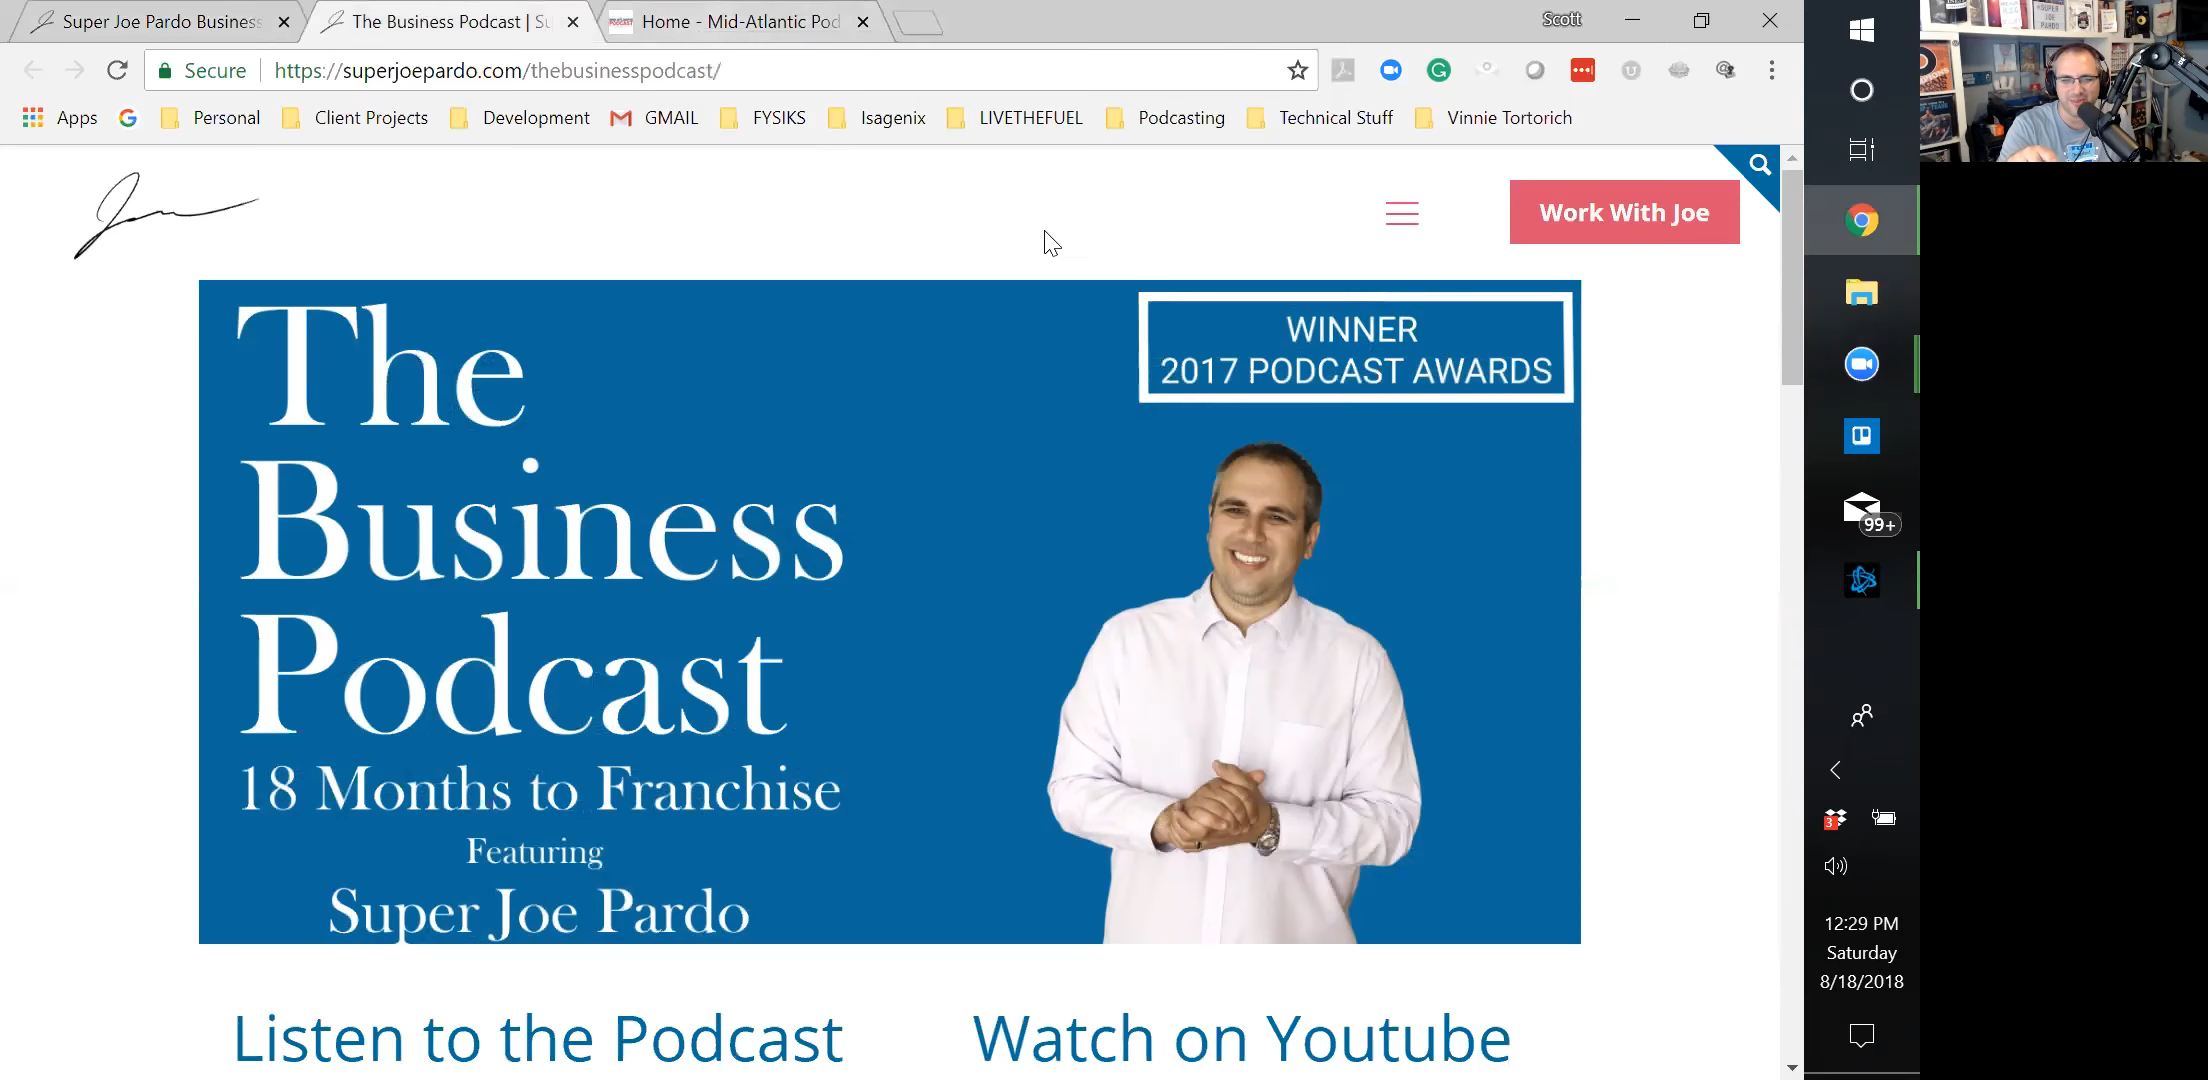 Super Joe Pardo Business
The Business Podcast | Su
Home - Mid-Atlantic Pod
Scott
Secure
https://superjoepardo.com/thebusinesspodcast/
Apps
Personal
Client Projects
Development
GMAIL
FYSIKS
Isagenix
LIVETHEFUEL
Podcasting
Technical Stuff
Vinnie Tortorich
Work With Joe
WINNER
2017 PODCAST AWARDS
The
Business
Podcast
18 Months to Franchise
Featuring
Super Joe Pardo
Listen to the Podcast
Watch on Youtube
99+
3
12:29 PM
Saturday
8/18/2018